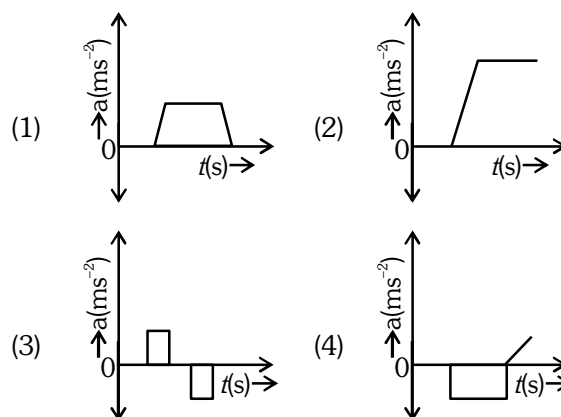 (1) a(ms⁻²) 0 t(s)
(2) a(ms⁻²) 0 t(s)
(3) a(ms⁻²) 0 t(s)
(4) a(ms⁻²) 0 t(s)